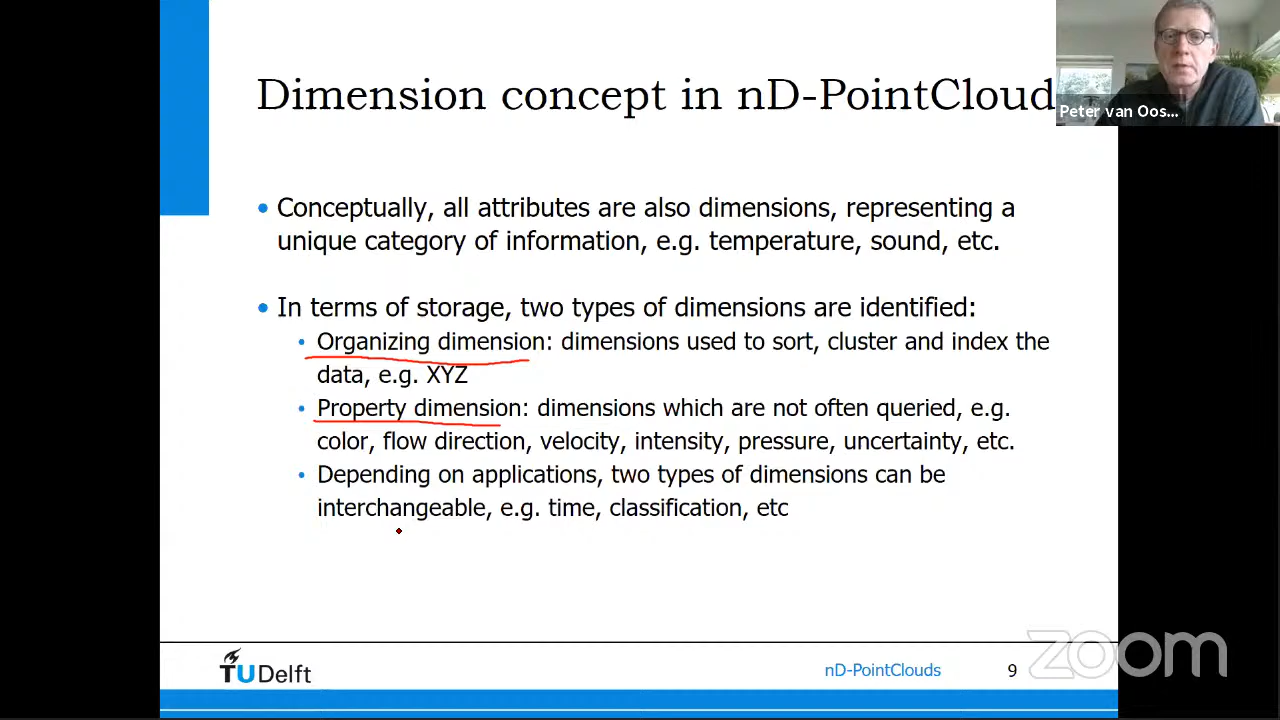 Dimension concept in nD-PointCloud
Peter van Oos...
• Conceptually, all attributes are also dimensions, representing a
unique category of information, e.g. temperature, sound, etc.
• In terms of storage, two types of dimensions are identified:
• Organizing dimension: dimensions used to sort, cluster and index the
data, e.g. XYZ
• Property dimension: dimensions which are not often queried, e.g.
color, flow direction, velocity, intensity, pressure, uncertainty, etc.
• Depending on applications, two types of dimensions can be
interchangeable, e.g. time, classification, etc
TUDelft
nD-PointClouds
9
zoom